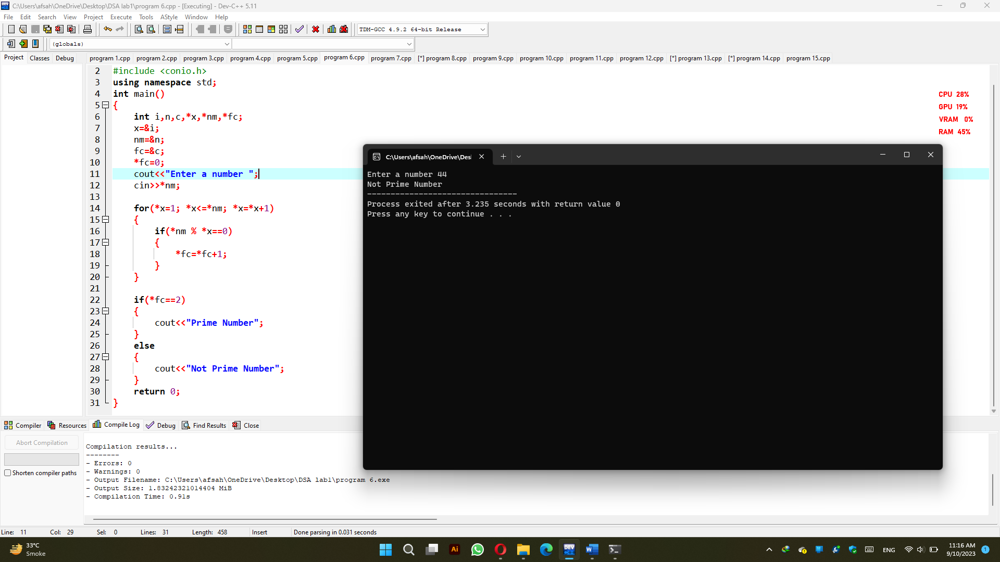 C:\Users\afsah\OneDrive\Desktop\DSA lab1\program 6.cpp - [Executing] - Dev-C++ 5.11
File Edit Search View Project Execute Tools AStyle Window Help
TDM-GCC 4.9.2 64-bit Release
(globals)
Project Classes Debug
program 1.cpp program 2.cpp program 3.cpp program 4.cpp program 5.cpp program 6.cpp program 7.cpp [*] program 8.cpp program 9.cpp program 10.cpp program 11.cpp program 12.cpp [*] program 13.cpp [*] program 14.cpp program 15.cpp
2 #include <conio.h>
3 using namespace std;
4 int main()
5 {
6 int i,n,c,*x,*nm,*fc;
7 x=&i;
8 nm=&n;
9 fc=&c;
10 *fc=0;
11 cout<<"Enter a number ";
12 cin>>*nm;
13
14 for(*x=1; *x<=*nm; *x=*x+1)
15 {
16 if(*nm % *x==0)
17 {
18 *fc=*fc+1;
19 }
20 }
21
22 if(*fc==2)
23 {
24 cout<<"Prime Number";
25 }
26 else
27 {
28 cout<<"Not Prime Number";
29 }
30 return 0;
31 }
CPU 28%
GPU 19%
VRAM 0%
RAM 45%
C:\Users\afsah\OneDrive\Des
Enter a number 44
Not Prime Number
--------------------------------
Process exited after 3.235 seconds with return value 0
Press any key to continue . . .
Compiler Resources Compile Log Debug Find Results Close
Abort Compilation
Shorten compiler paths
Compilation results...
--------
- Errors: 0
- Warnings: 0
- Output Filename: C:\Users\afsah\OneDrive\Desktop\DSA lab1\program 6.exe
- Output Size: 1.83242321014404 MiB
- Compilation Time: 0.91s
Line: 11 Col: 29 Sel: 0 Lines: 31 Length: 458 Insert Done parsing in 0.031 seconds
33°C
Smoke
Ai
DEV
W
ENG
11:16 AM
9/10/2023
1